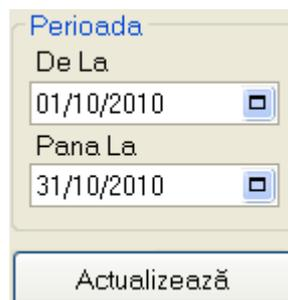 Perioada
De La
01/10/2010
Pana La
31/10/2010
Actualizează